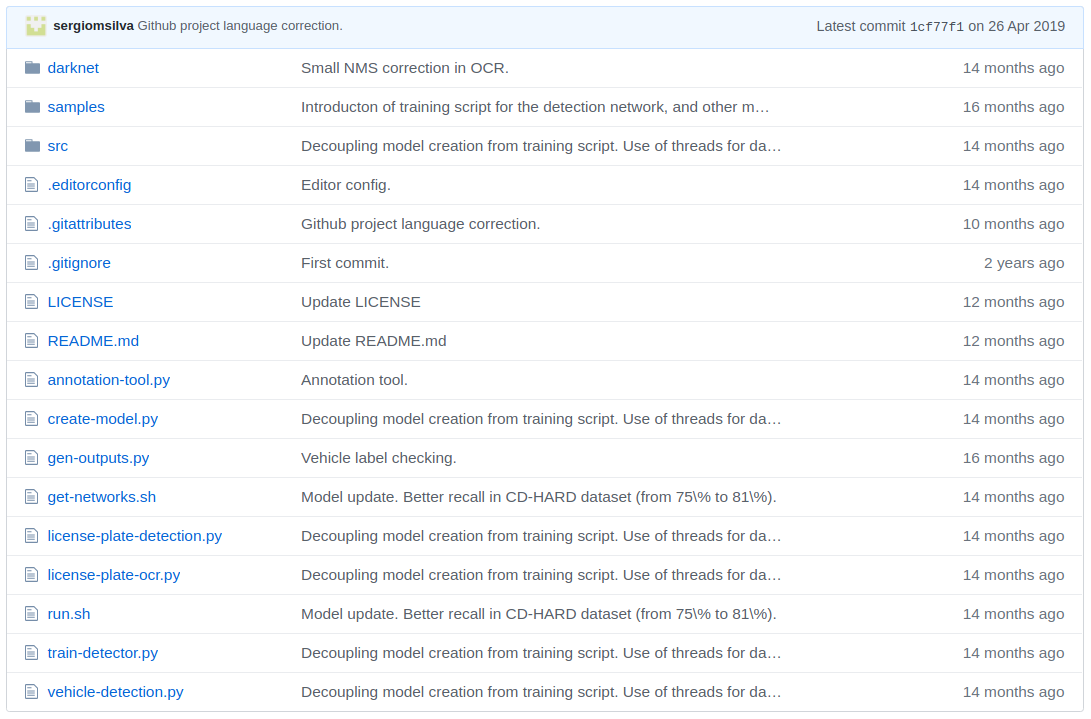 sergiomsilva Github project language correction. Latest commit 1cf77f1 on 26 Apr 2019
darknet Small NMS correction in OCR. 14 months ago
samples Introducton of training script for the detection network, and other m… 16 months ago
src Decoupling model creation from training script. Use of threads for da… 14 months ago
.editorconfig Editor config. 14 months ago
.gitattributes Github project language correction. 10 months ago
.gitignore First commit. 2 years ago
LICENSE Update LICENSE 12 months ago
README.md Update README.md 12 months ago
annotation-tool.py Annotation tool. 14 months ago
create-model.py Decoupling model creation from training script. Use of threads for da… 14 months ago
gen-outputs.py Vehicle label checking. 16 months ago
get-networks.sh Model update. Better recall in CD-HARD dataset (from 75\% to 81\%). 14 months ago
license-plate-detection.py Decoupling model creation from training script. Use of threads for da… 14 months ago
license-plate-ocr.py Decoupling model creation from training script. Use of threads for da… 14 months ago
run.sh Model update. Better recall in CD-HARD dataset (from 75\% to 81\%). 14 months ago
train-detector.py Decoupling model creation from training script. Use of threads for da… 14 months ago
vehicle-detection.py Decoupling model creation from training script. Use of threads for da… 14 months ago